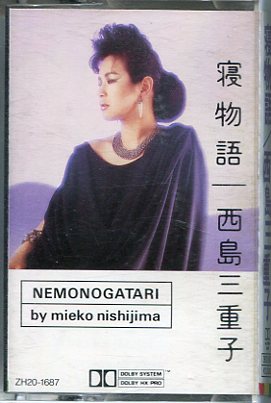 寝物語─西島三重子
NEMONOGATARI
by mieko nishijima
DOLBY SYSTEM
DOLBY HX PRO
ZH20-1687